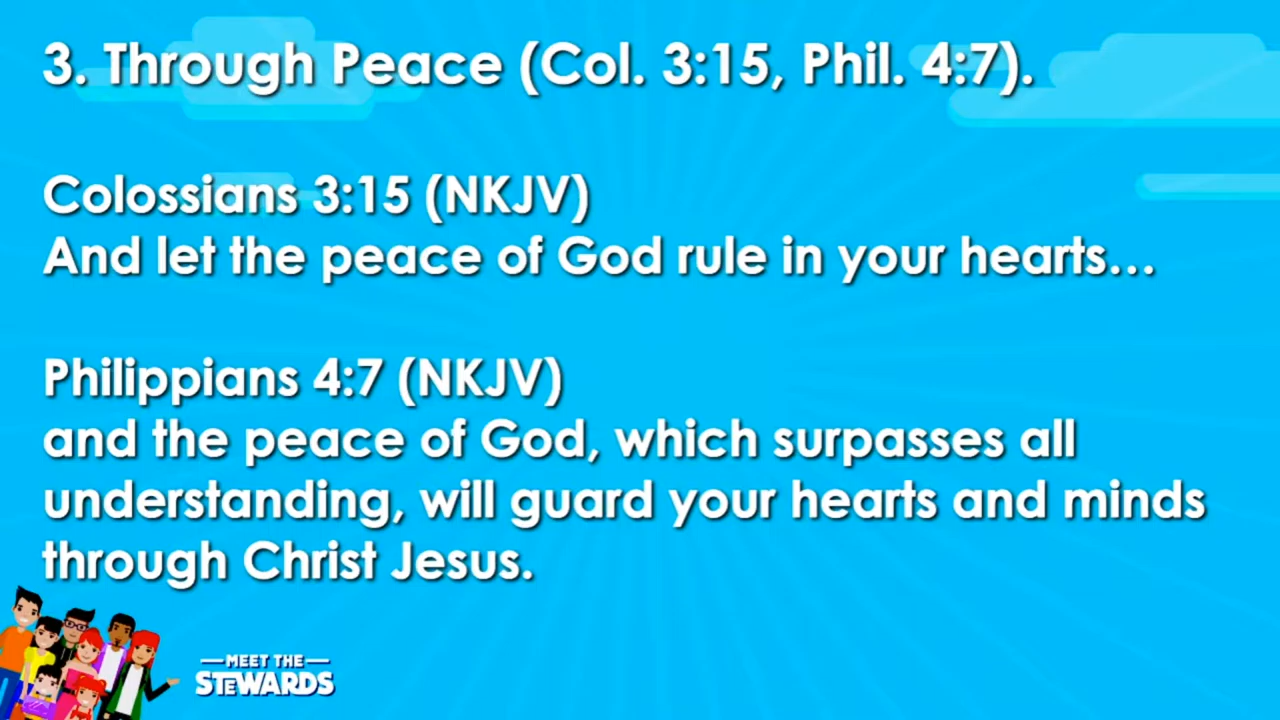 3. Through Peace (Col. 3:15, Phil. 4:7).
Colossians 3:15 (NKJV)
And let the peace of God rule in your hearts...
Philippians 4:7 (NKJV)
and the peace of God, which surpasses all
understanding, will guard your hearts and minds
through Christ Jesus.
MEET THE
STEWARDS